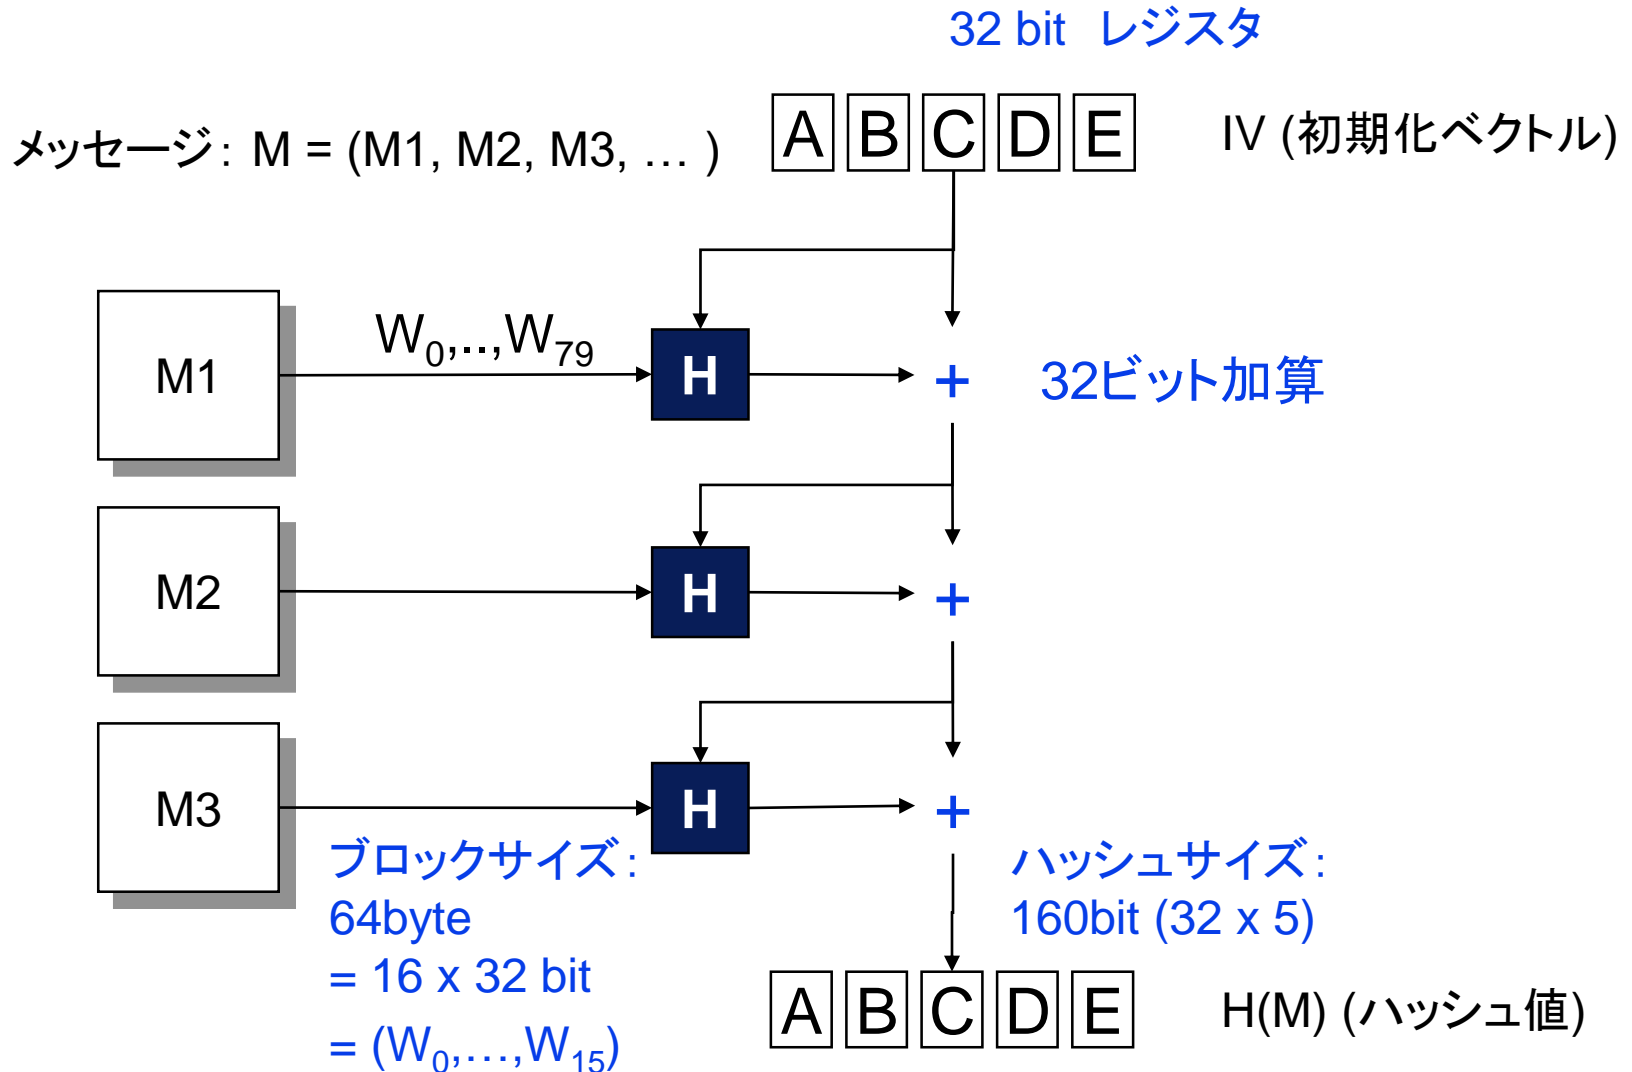 32 bit レジスタ
メッセージ: M = (M1, M2, M3, … )
A B C D E
IV (初期化ベクトル)
M1
W0,..,W79
H
+
32ビット加算
M2
H
+
M3
H
+
ブロックサイズ:
64byte
= 16 x 32 bit
= (W0,…,W15)
ハッシュサイズ:
160bit (32 x 5)
A B C D E
H(M) (ハッシュ値)